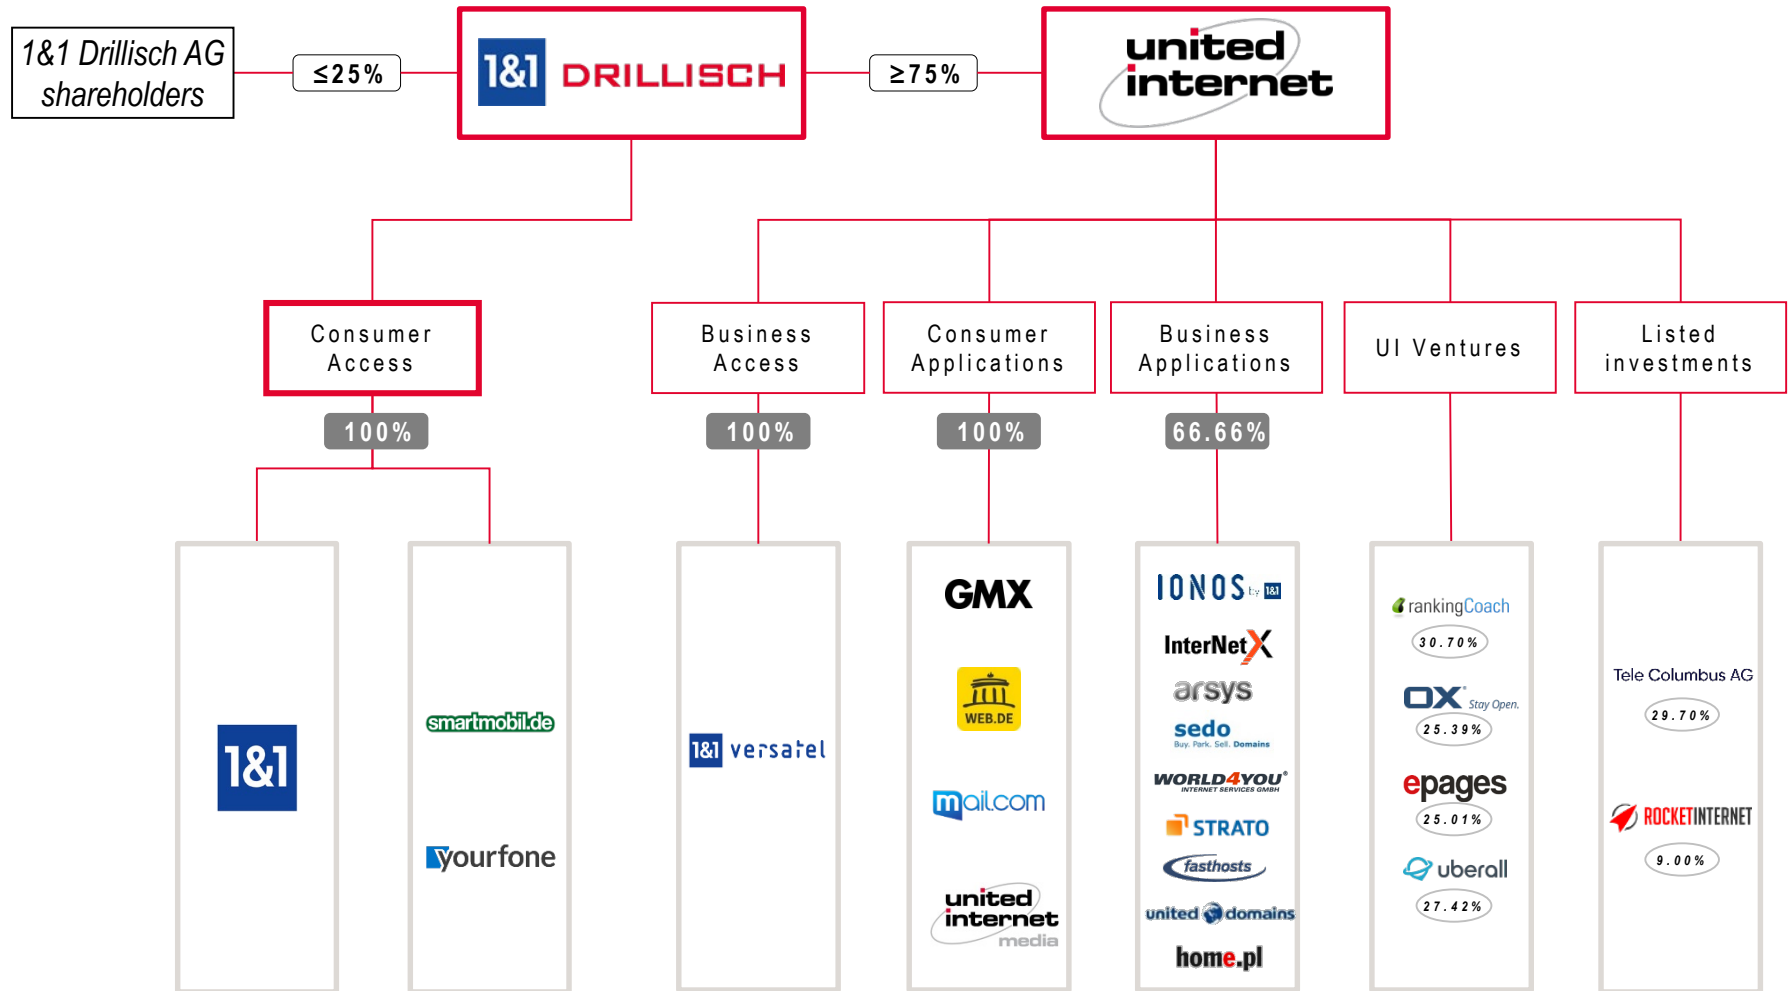 1&1 Drillisch AG
shareholders
≤25%
1&1 DRILLISCH
≥75%
united
internet
Consumer
Access
Business
Access
Consumer
Applications
Business
Applications
UI Ventures
Listed
investments
100%
100%
100%
66.66%
1&1
smartmobil.de
yourfone
1&1 versatel
GMX
WEB.DE
mail.com
united
internet
media
IONOS by 1&1
InterNetX
arsys
sedo
Buy. Park. Sell. Domains
WORLD4YOU®
INTERNET SERVICES GMBH
STRATO
fasthosts
united domains
home.pl
rankingCoach
30.70%
OX® Stay Open.
25.39%
epages
25.01%
uberall
27.42%
Tele Columbus AG
29.70%
ROCKETINTERNET
9.00%